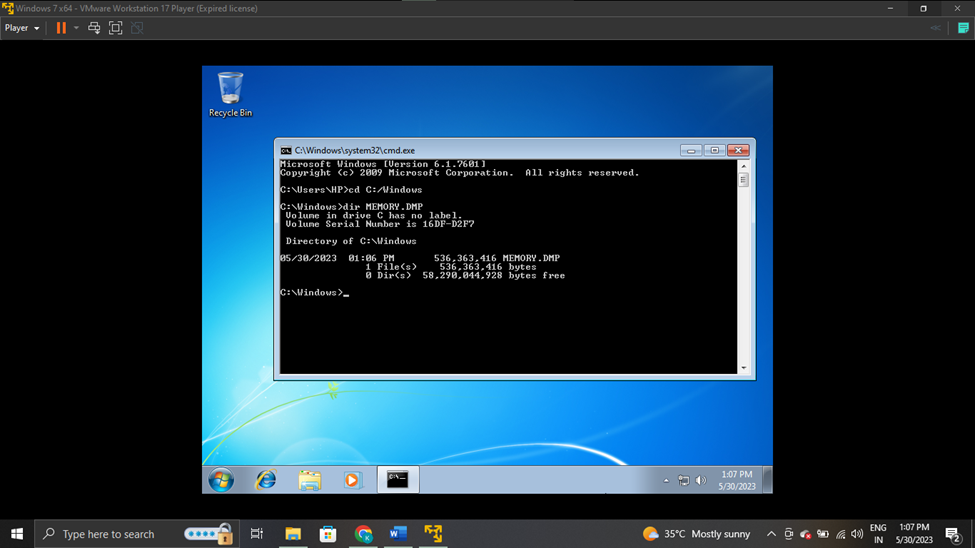 Windows 7 x64 - VMware Workstation 17 Player (Expired license)
Player
Recycle Bin
C:\Windows\system32\cmd.exe
Microsoft Windows [Version 6.1.7601]
Copyright (c) 2009 Microsoft Corporation.  All rights reserved.
C:\Users\HP>cd C:/Windows
C:\Windows>dir MEMORY.DMP
Volume in drive C has no label.
Volume Serial Number is 16DF-D2F7
Directory of C:\Windows
05/30/2023  01:06 PM       536,363,416 MEMORY.DMP
1 File(s)    536,363,416 bytes
0 Dir(s)  58,290,044,928 bytes free
C:\Windows>_
1:07 PM
5/30/2023
Type here to search
35°C Mostly sunny
ENG
IN
1:07 PM
5/30/2023
2